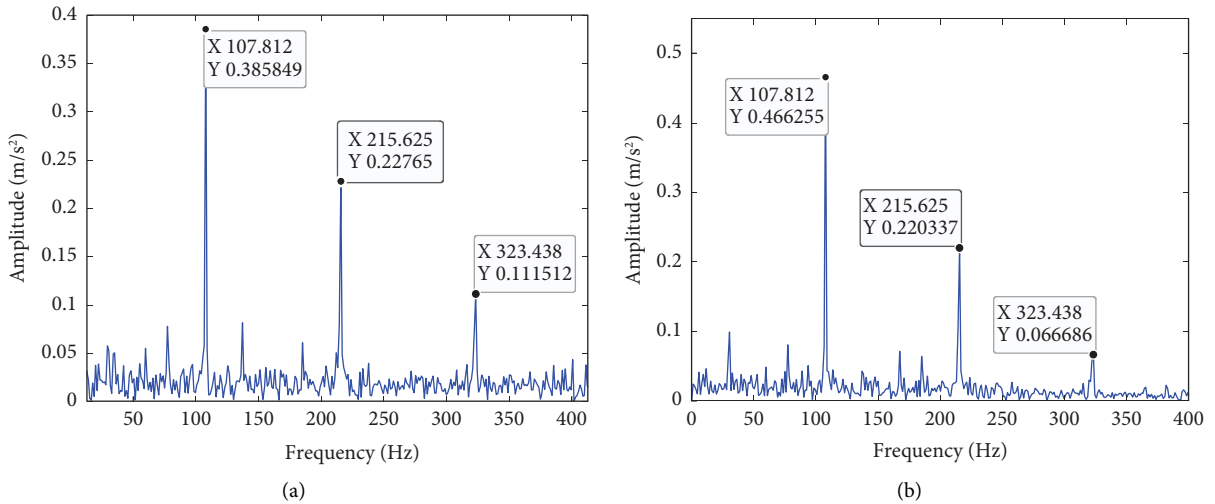 0.4
0.35
0.3
0.25
0.2
0.15
0.1
0.05
0
Amplitude (m/s²)
X 107.812
Y 0.385849
X 215.625
Y 0.22765
X 323.438
Y 0.111512
50 100 150 200 250 300 350 400
Frequency (Hz)
(a)
0.5
0.4
0.3
0.2
0.1
0
Amplitude (m/s²)
X 107.812
Y 0.466255
X 215.625
Y 0.220337
X 323.438
Y 0.066686
0 50 100 150 200 250 300 350 400
Frequency (Hz)
(b)